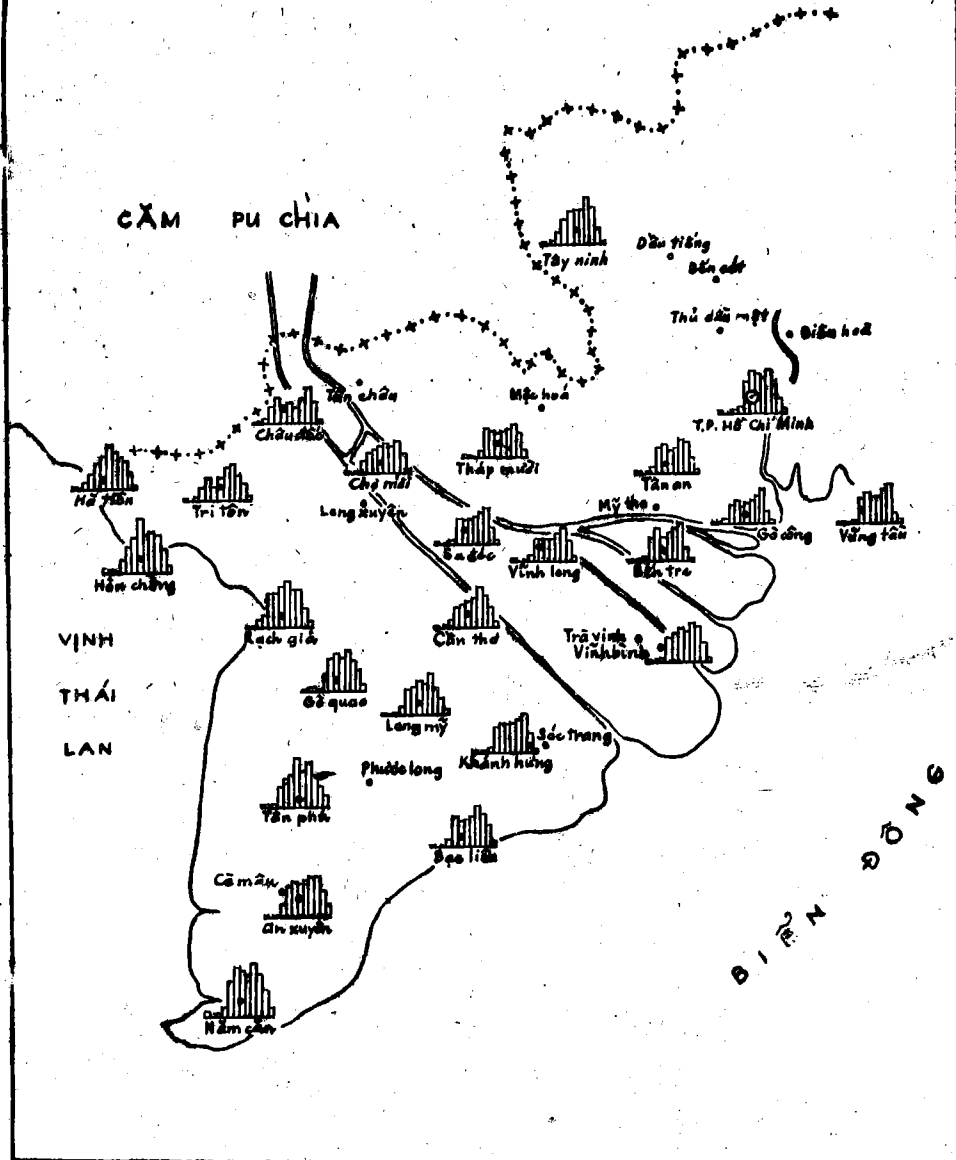 CĂM PU CHIA
Tây ninh
Dầu tiếng
Bến cát
Thủ dầu một
Biên hoà
Tân châu
Châu đốc
Mộc hoá
T.P. Hồ Chí Minh
Hà tiên
Tri tôn
Chợ mới
Tháp mười
Tân an
Long xuyên
Mỹ tho
Gò công
Vũng tầu
Sa đéc
Vĩnh long
Bến tre
Hòn chông
Rạch giá
Cần thơ
Trà vinh
Vĩnh bình
VỊNH
THÁI
LAN
Gò quao
Long mỹ
Sóc trang
Khánh hưng
Phước long
Tân phú
Bạc liêu
Cà mâu
An xuyên
Năm căn
BIỂN ĐÔNG